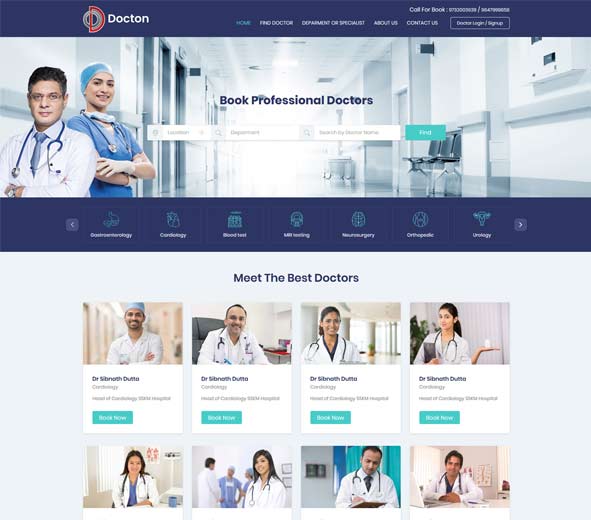 Docton
Call For Book : 9793003639 / 9647999658
HOME FIND DOCTOR DEPARMENT OR SPECIALIST ABOUT US CONTACT US Doctor Login / Signup
Book Professional Doctors
Location Department Search by Doctor Name Find
Gastroenterology Cardiology Blood test MRI testing Neurosurgery Orthopedic Urology
Meet The Best Doctors
Dr Sibnath Dutta Dr Sibnath Dutta Dr Sibnath Dutta Dr Sibnath Dutta
Cardiology Cardiology Cardiology Cardiology
Head of Cardiology SSKM Hospital Head of Cardiology SSKM Hospital Head of Cardiology SSKM Hospital Head of Cardiology SSKM Hospital
Book Now Book Now Book Now Book Now